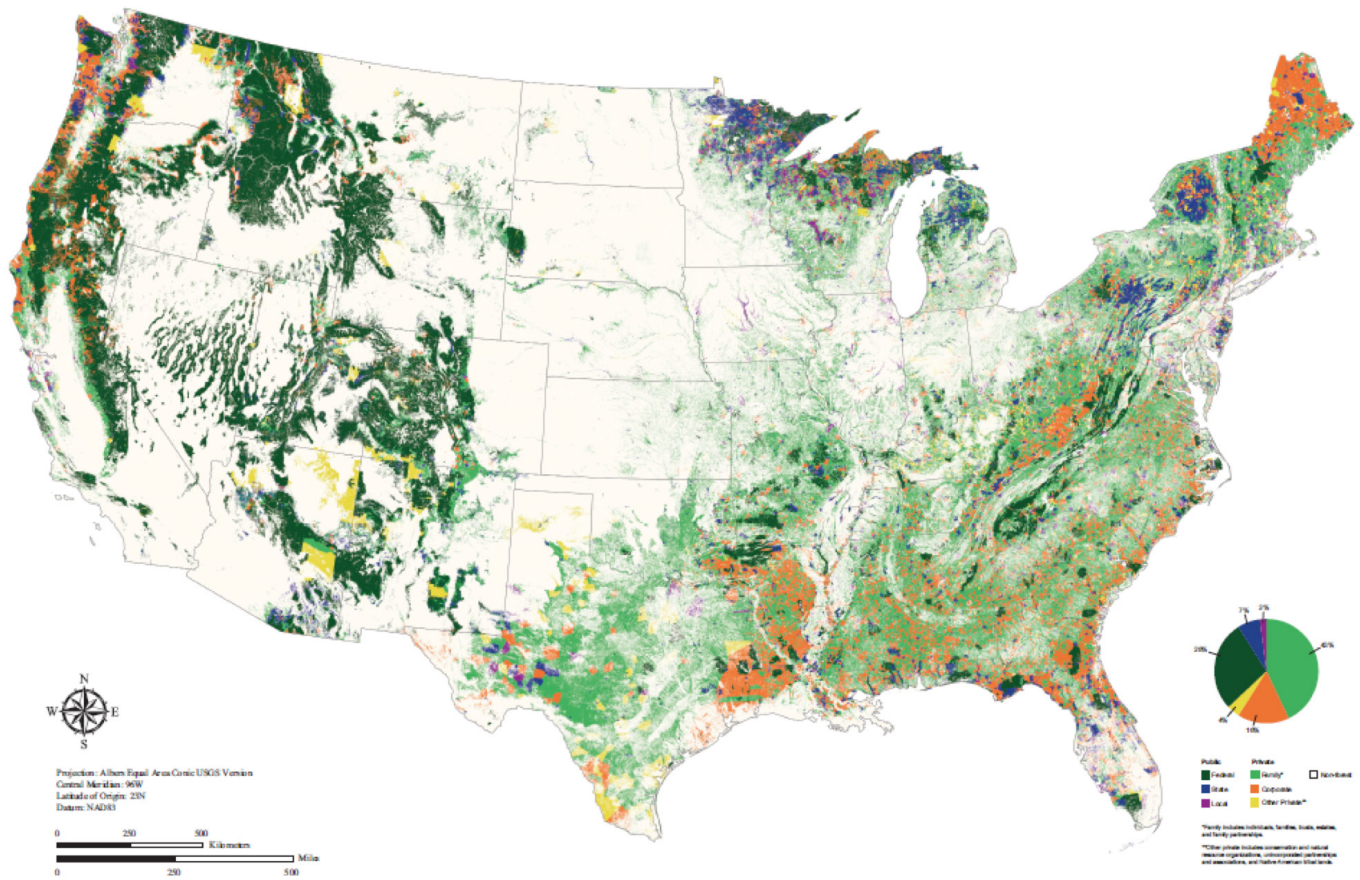 N
W
E
S
Projection: Albers Equal Area Conic USGS Version
Central Meridian: 96W
Latitude of Origin: 23N
Datum: NAD83
0 250 500
Kilometers
Miles
0 250 500
7% 2%
4%
Public Private
Federal Family* Non-forest
State Corporate
Local Other Private**
*Family includes individuals, families, trusts, estates,
and family partnerships.
**Other private includes conservation and natural
resource organizations, unincorporated partnerships
and associations, and Native American tribal lands.